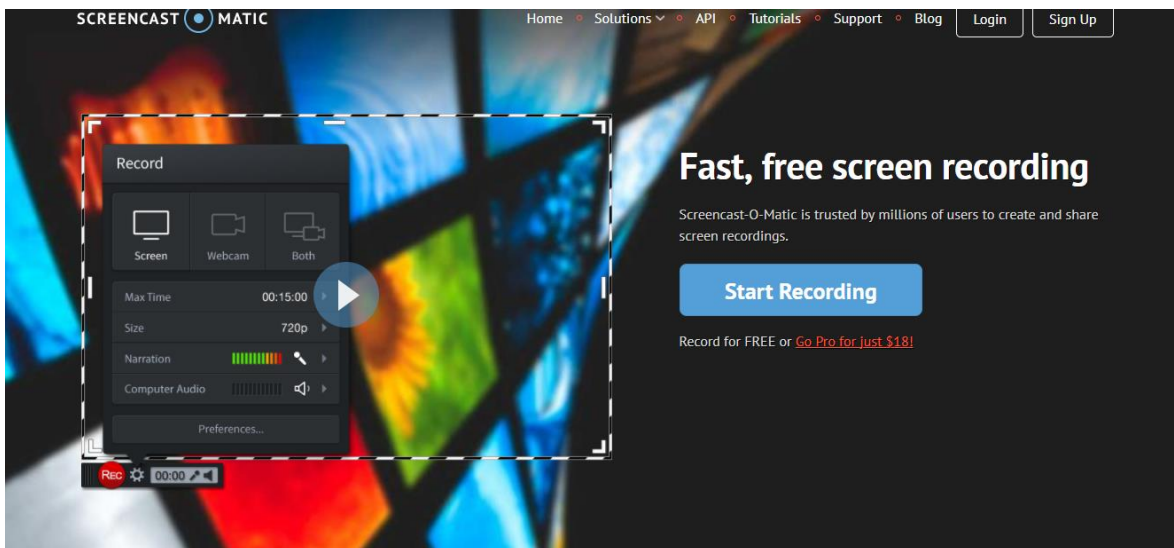 SCREENCAST MATIC
Home Solutions API Tutorials Support Blog Login Sign Up
Record
Screen Webcam Both
Max Time 00:15:00
Size 720p
Narration
Computer Audio
Preferences...
REC 00:00
Fast, free screen recording
Screencast-O-Matic is trusted by millions of users to create and share
screen recordings.
Start Recording
Record for FREE or Go Pro for just $18!